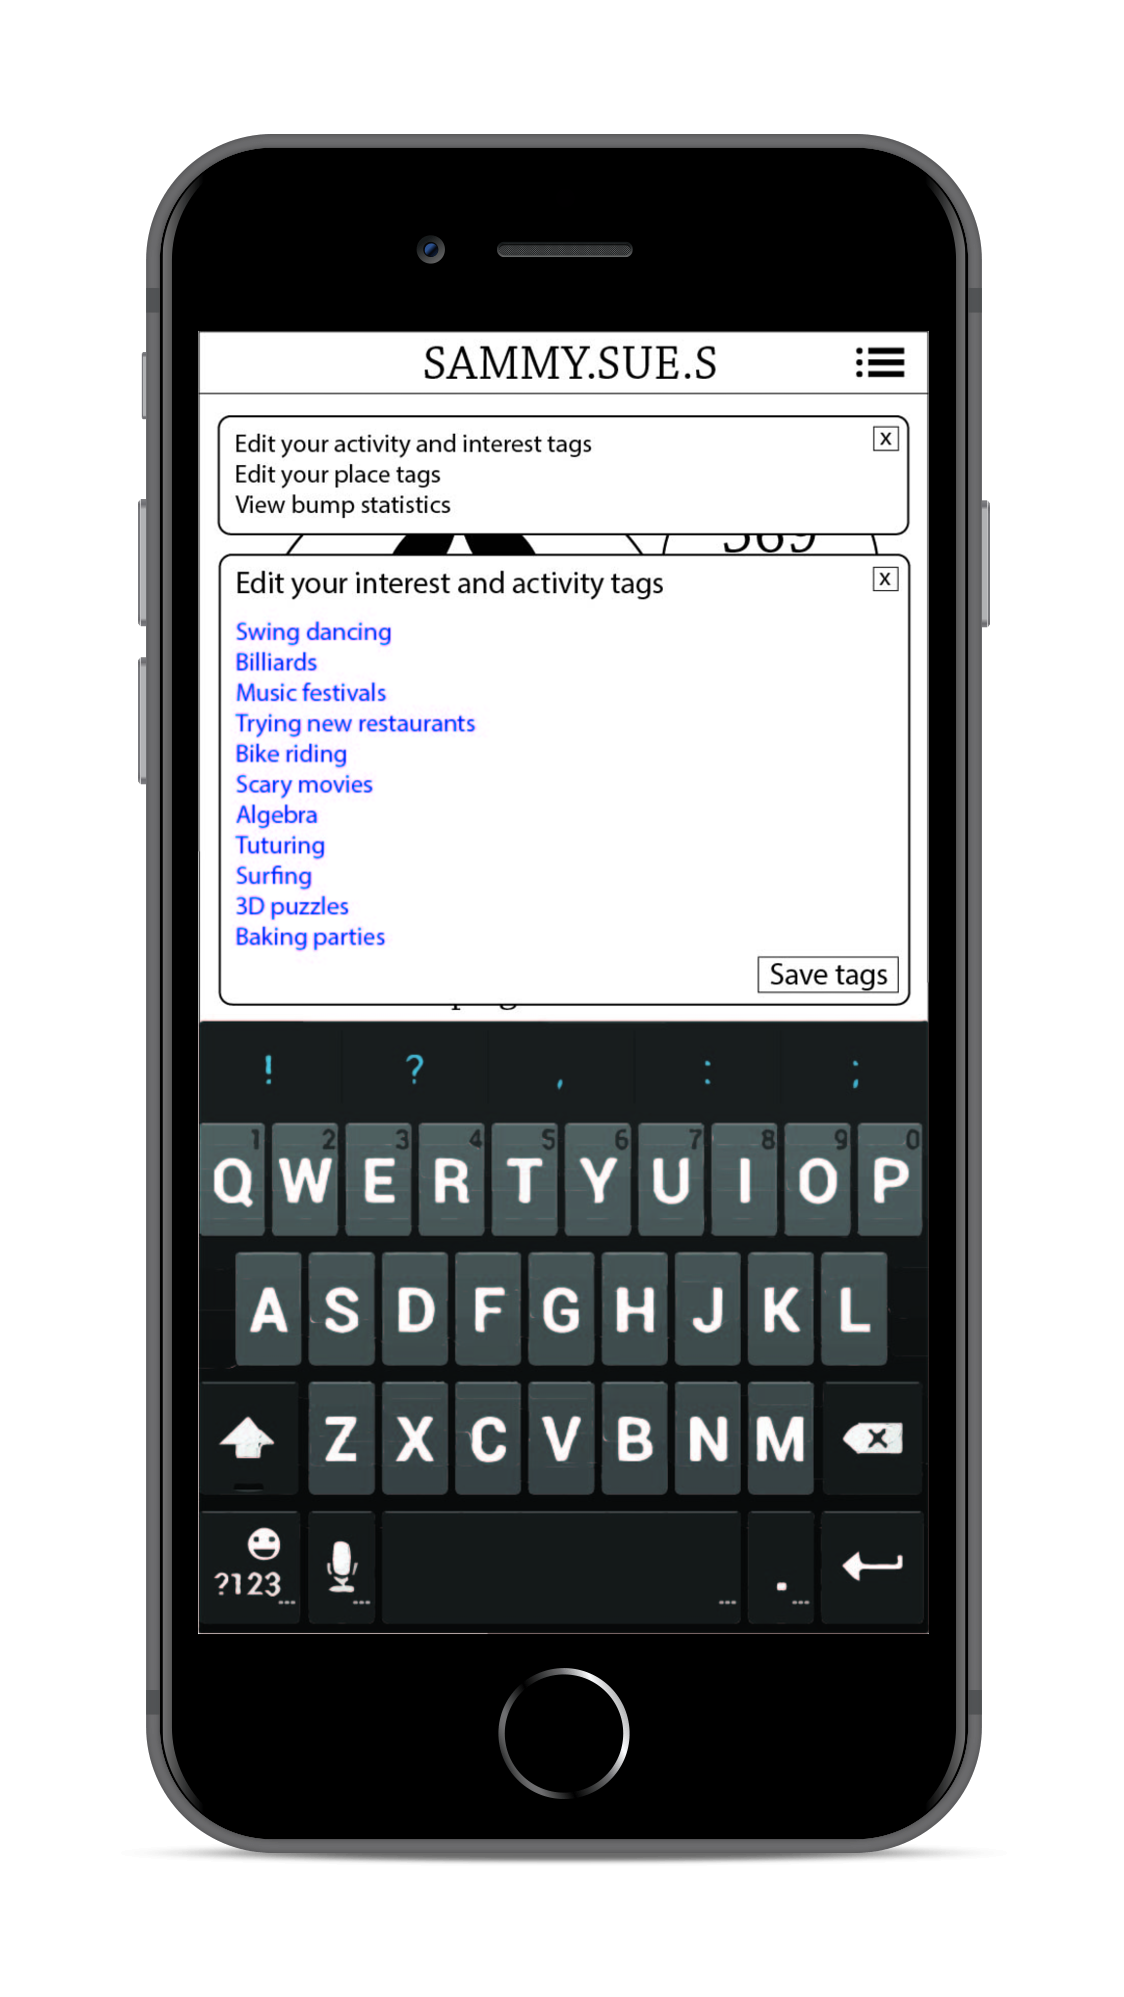 SAMMY.SUE.S
Edit your activity and interest tags
X
Edit your place tags
View bump statistics
569
Edit your interest and activity tags
X
Swing dancing
Billiards
Music festivals
Trying new restaurants
Bike riding
Scary movies
Algebra
Tuturing
Surfing
3D puzzles
Baking parties
Save tags
! ? , : ;
1 2 3 4 5 6 7 8 9 0
Q W E R T Y U I O P
A S D F G H J K L
Z X C V B N M
?123 .